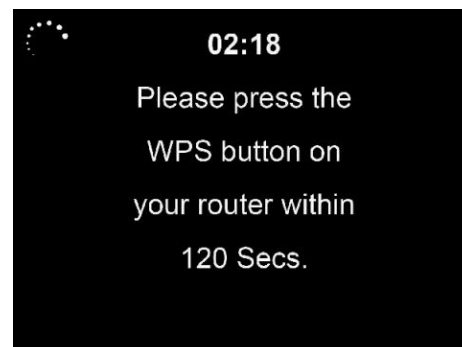 02:18
Please press the
WPS button on
your router within
120 Secs.